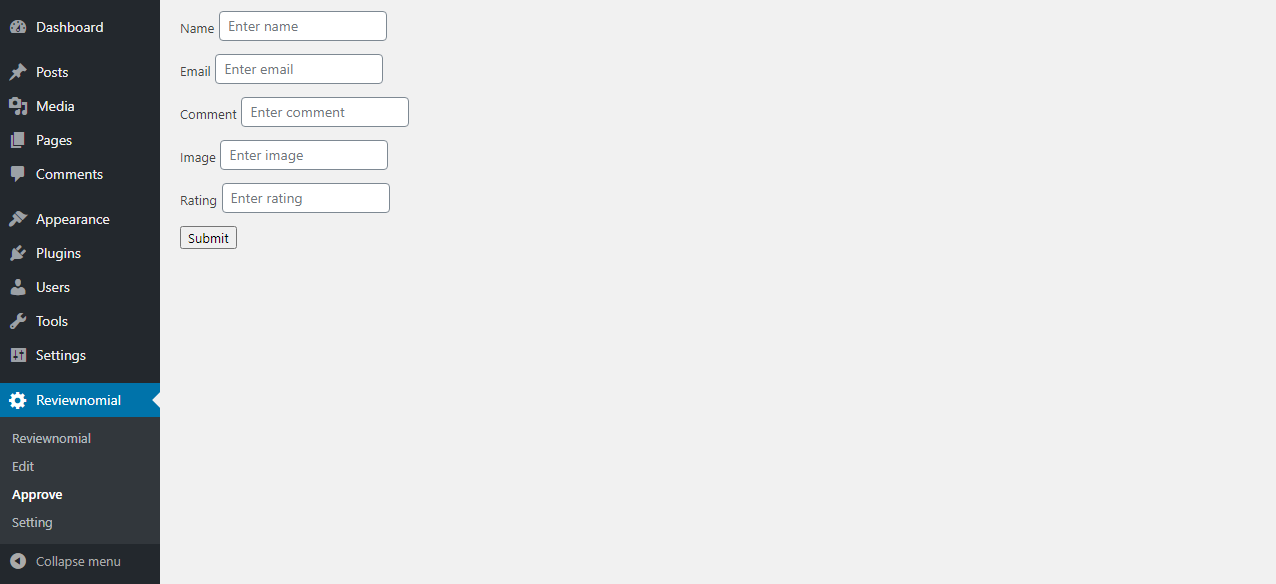 Dashboard
Posts
Media
Pages
Comments
Appearance
Plugins
Users
Tools
Settings
Reviewnomial
Reviewnomial
Edit
Approve
Setting
Collapse menu
Name Enter name
Email Enter email
Comment Enter comment
Image Enter image
Rating Enter rating
Submit